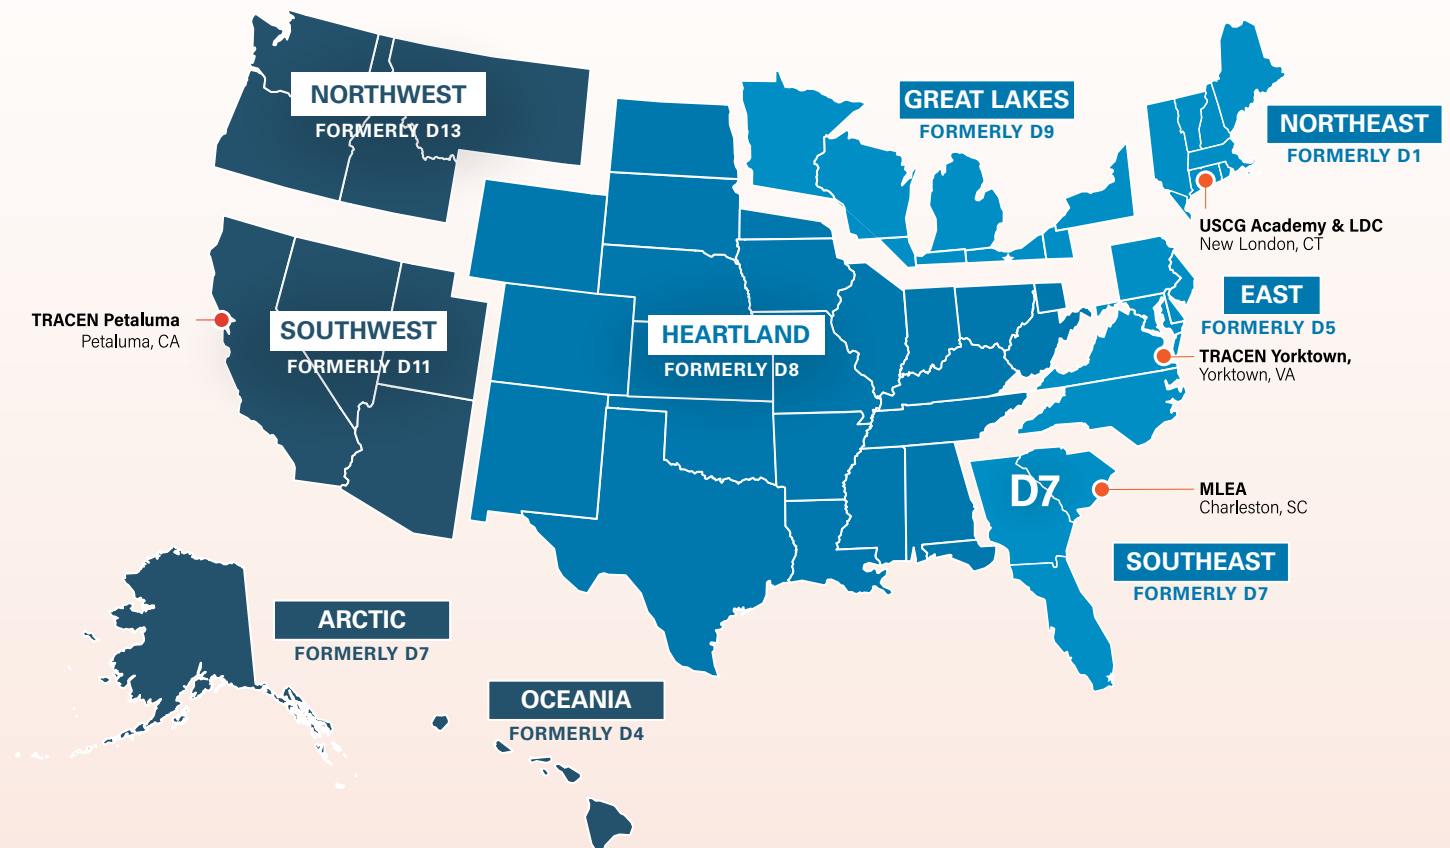 NORTHWEST
FORMERLY D13
GREAT LAKES
FORMERLY D9
NORTHEAST
FORMERLY D1
USCG Academy & LDC
New London, CT
TRACEN Petaluma
Petaluma, CA
SOUTHWEST
FORMERLY D11
HEARTLAND
FORMERLY D8
EAST
FORMERLY D5
TRACEN Yorktown,
Yorktown, VA
D7
MLEA
Charleston, SC
SOUTHEAST
FORMERLY D7
ARCTIC
FORMERLY D7
OCEANIA
FORMERLY D4